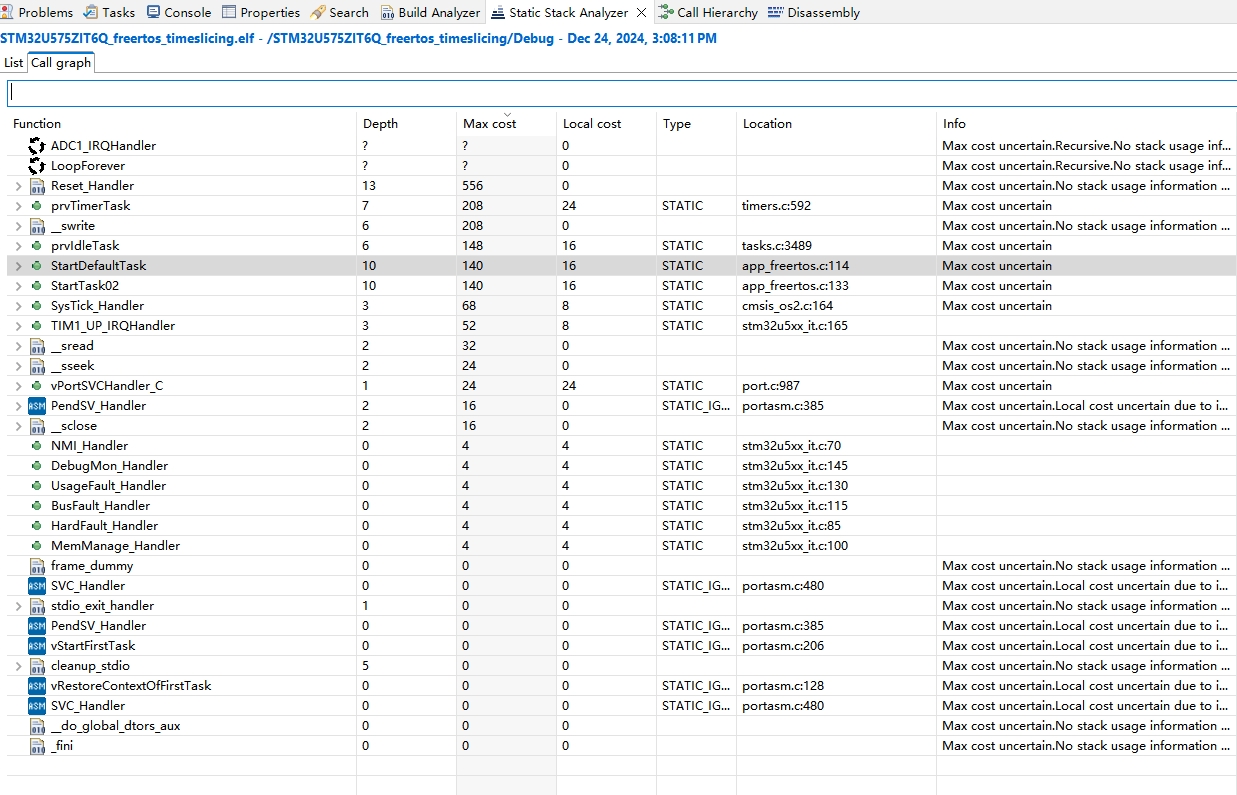 Problems Tasks Console Properties Search Build Analyzer Static Stack Analyzer Call Hierarchy Disassembly
STM32U575ZIT6Q_freertos_timeslicing.elf - /STM32U575ZIT6Q_freertos_timeslicing/Debug - Dec 24, 2024, 3:08:11 PM
List Call graph
Function Depth Max cost Local cost Type Location Info
ADC1_IRQHandler ? ? 0 Max cost uncertain.Recursive.No stack usage inf...
LoopForever ? ? 0 Max cost uncertain.Recursive.No stack usage inf...
Reset_Handler 13 556 0 Max cost uncertain.No stack usage information ...
prvTimerTask 7 208 24 STATIC timers.c:592 Max cost uncertain
__swrite 6 208 0 Max cost uncertain.No stack usage information ...
prvIdleTask 6 148 16 STATIC tasks.c:3489 Max cost uncertain
StartDefaultTask 10 140 16 STATIC app_freertos.c:114 Max cost uncertain
StartTask02 10 140 16 STATIC app_freertos.c:133 Max cost uncertain
SysTick_Handler 3 68 8 STATIC cmsis_os2.c:164 Max cost uncertain
TIM1_UP_IRQHandler 3 52 8 STATIC stm32u5xx_it.c:165
__sread 2 32 0 Max cost uncertain.No stack usage information ...
__sseek 2 24 0 Max cost uncertain.No stack usage information ...
vPortSVCHandler_C 1 24 24 STATIC port.c:987 Max cost uncertain
ASM PendSV_Handler 2 16 0 STATIC_IG... portasm.c:385 Max cost uncertain.Local cost uncertain due to i...
__sclose 2 16 0 Max cost uncertain.No stack usage information ...
NMI_Handler 0 4 4 STATIC stm32u5xx_it.c:70
DebugMon_Handler 0 4 4 STATIC stm32u5xx_it.c:145
UsageFault_Handler 0 4 4 STATIC stm32u5xx_it.c:130
BusFault_Handler 0 4 4 STATIC stm32u5xx_it.c:115
HardFault_Handler 0 4 4 STATIC stm32u5xx_it.c:85
MemManage_Handler 0 4 4 STATIC stm32u5xx_it.c:100
frame_dummy 0 0 0 Max cost uncertain.No stack usage information ...
ASM SVC_Handler 0 0 0 STATIC_IG... portasm.c:480 Max cost uncertain.Local cost uncertain due to i...
stdio_exit_handler 1 0 0 Max cost uncertain.No stack usage information ...
ASM PendSV_Handler 0 0 0 STATIC_IG... portasm.c:385 Max cost uncertain.Local cost uncertain due to i...
ASM vStartFirstTask 0 0 0 STATIC_IG... portasm.c:206 Max cost uncertain.Local cost uncertain due to i...
cleanup_stdio 5 0 0 Max cost uncertain.No stack usage information ...
ASM vRestoreContextOfFirstTask 0 0 0 STATIC_IG... portasm.c:128 Max cost uncertain.Local cost uncertain due to i...
ASM SVC_Handler 0 0 0 STATIC_IG... portasm.c:480 Max cost uncertain.Local cost uncertain due to i...
__do_global_dtors_aux 0 0 0 Max cost uncertain.No stack usage information ...
_fini 0 0 0 Max cost uncertain.No stack usage information ...